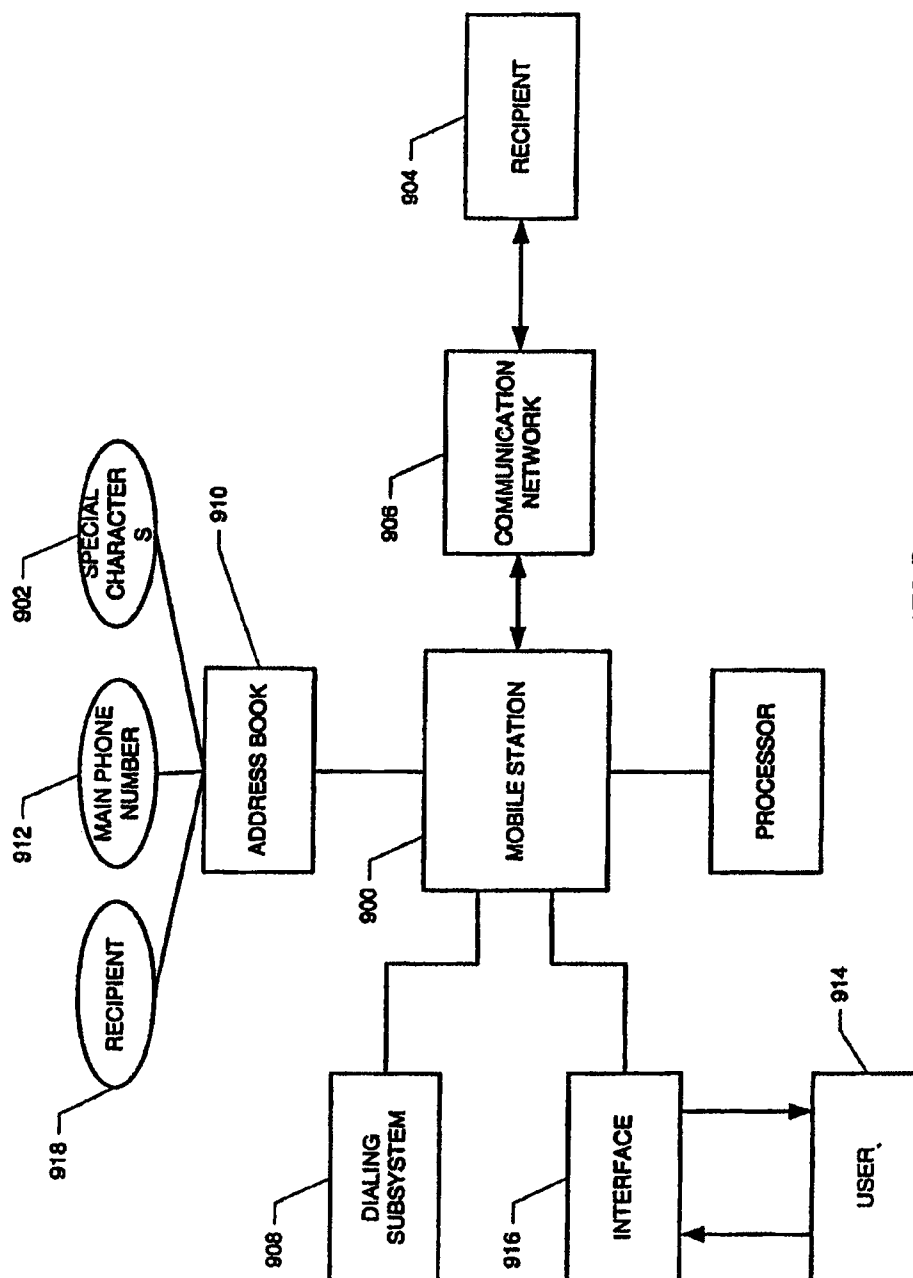 918
RECIPIENT
912
MAIN PHONE
NUMBER
902
SPECIAL
CHARACTER
S
910
ADDRESS BOOK
908
DIALING
SUBSYSTEM
900
MOBILE STATION
906
COMMUNICATION
NETWORK
904
RECIPIENT
916
INTERFACE
PROCESSOR
914
USER